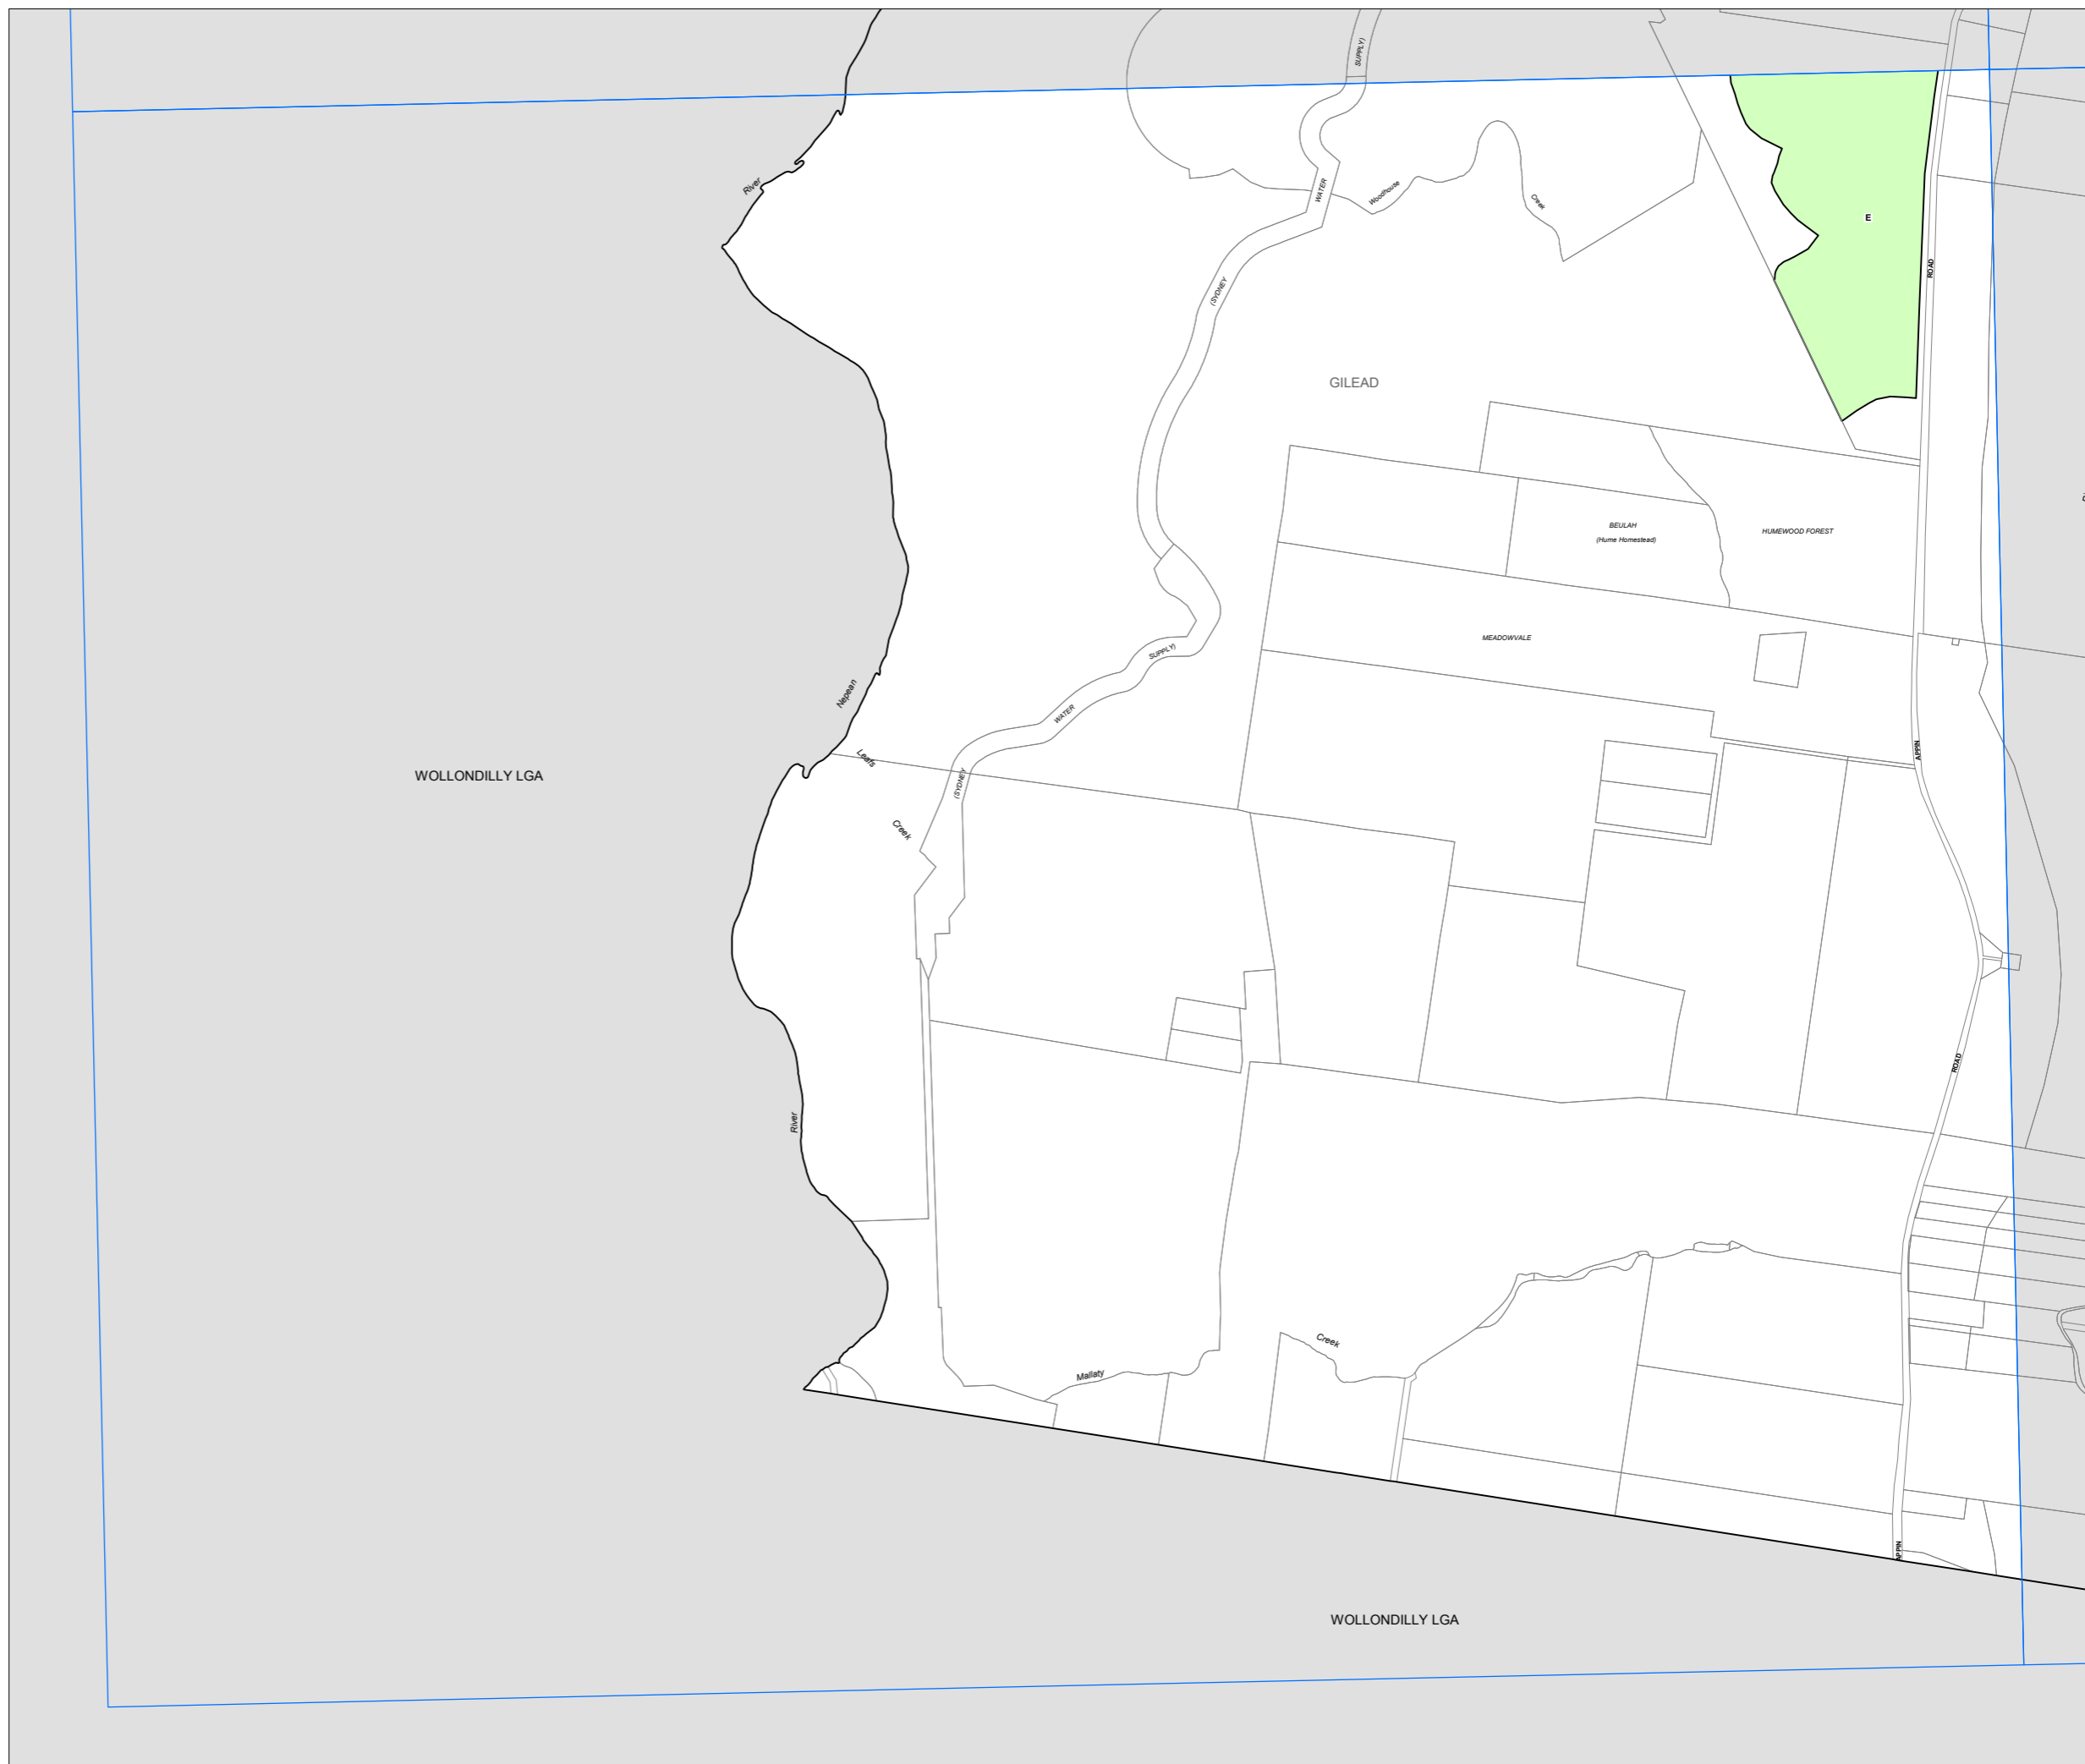 SUPPLY)
River
WATER
Woodhouse
Creek
E
ROAD
(SYDNEY
GILEAD
BEULAH
(Hume Homestead)
HUMEWOOD FOREST
MEADOWVALE
SUPPLY)
Nepean
WATER
APPIN
Leafs
WOLLONDILLY LGA
(SYDNEY
Creek
ROAD
River
Creek
Mallaty
APPIN
WOLLONDILLY LGA